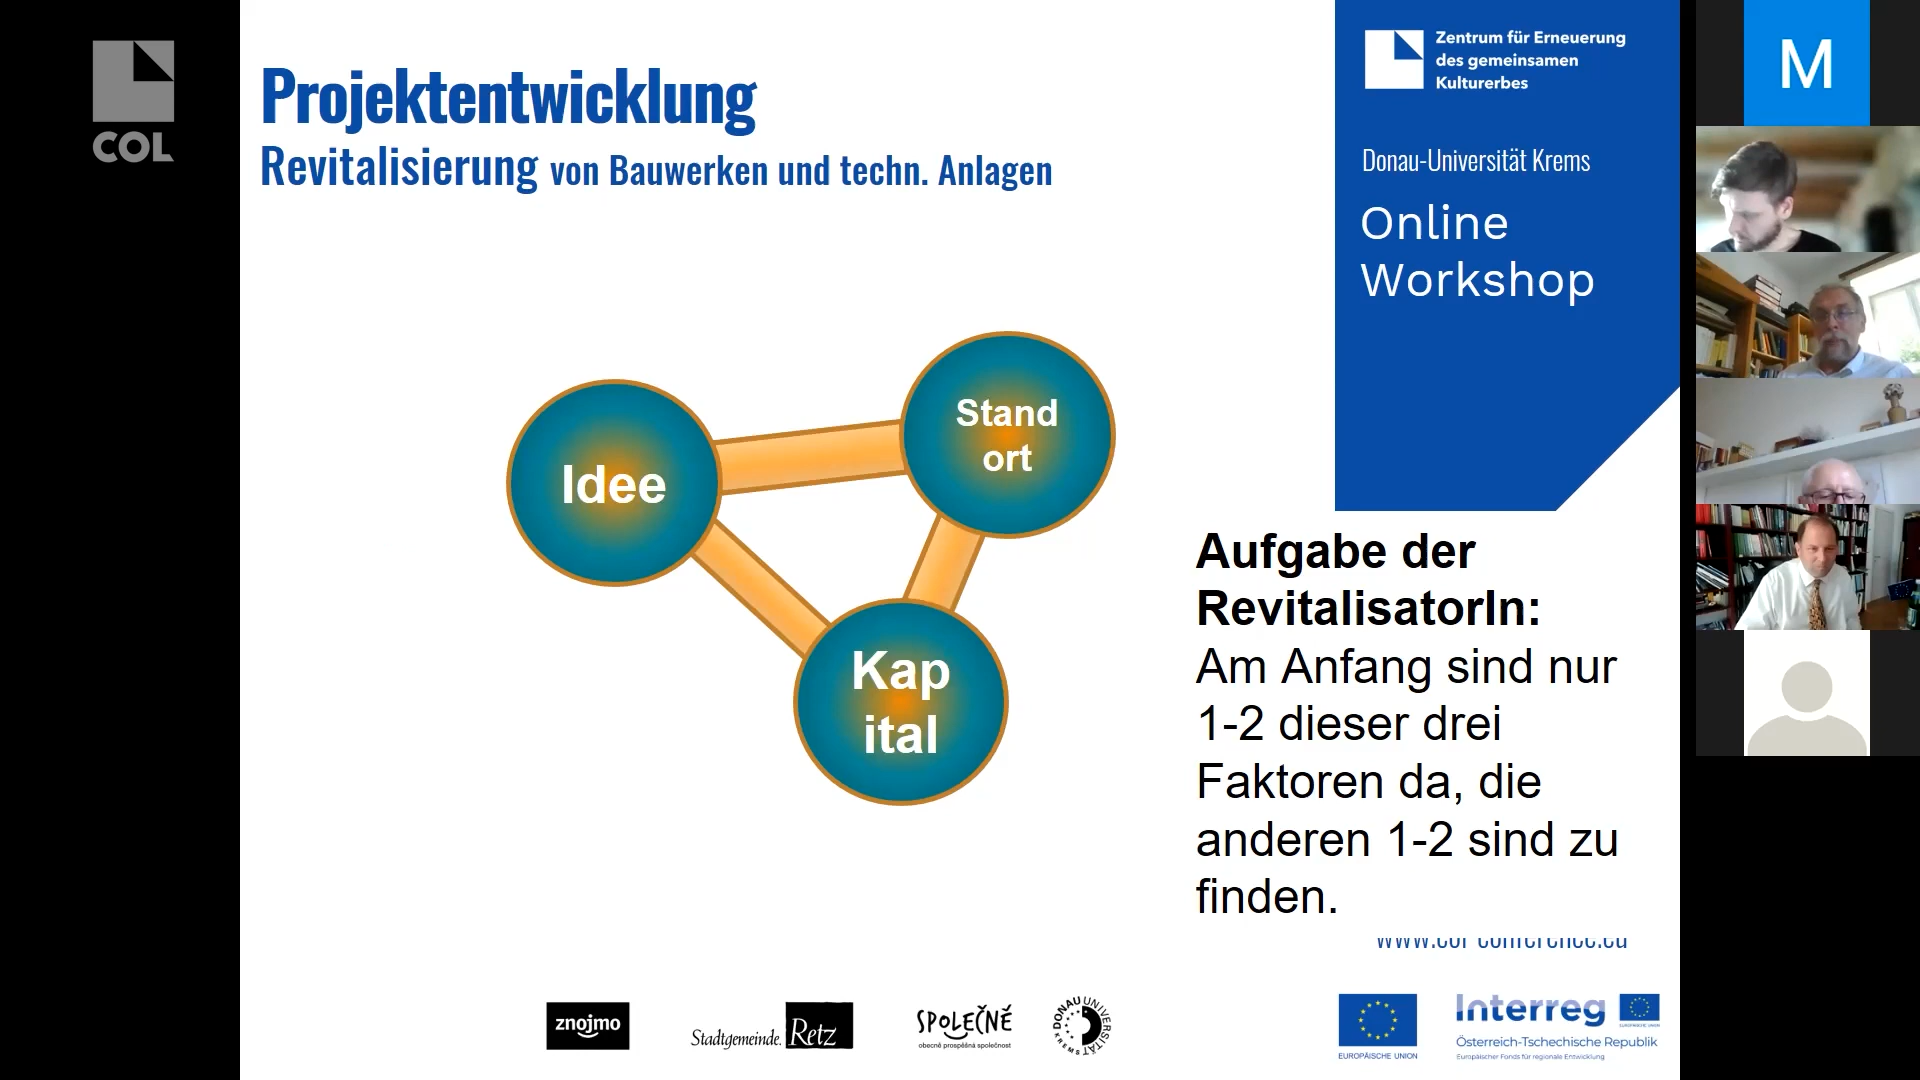 COL
Projektentwicklung
Revitalisierung von Bauwerken und techn. Anlagen
Zentrum für Erneuerung
des gemeinsamen
Kulturerbes
Donau-Universität Krems
Online
Workshop
M
Idee
Stand
ort
Kap
ital
Aufgabe der
RevitalisatorIn:
Am Anfang sind nur
1-2 dieser drei
Faktoren da, die
anderen 1-2 sind zu
finden.
znojmo
Stadtgemeinde Retz
SPOLEČNĚ
obecně prospěšná společnost
DONAU UNIVERSITÄT KREMS
EUROPÄISCHE UNION
Interreg
EUROPÄISCHE UNION
Österreich-Tschechische Republik
Europäischer Fonds für regionale Entwicklung